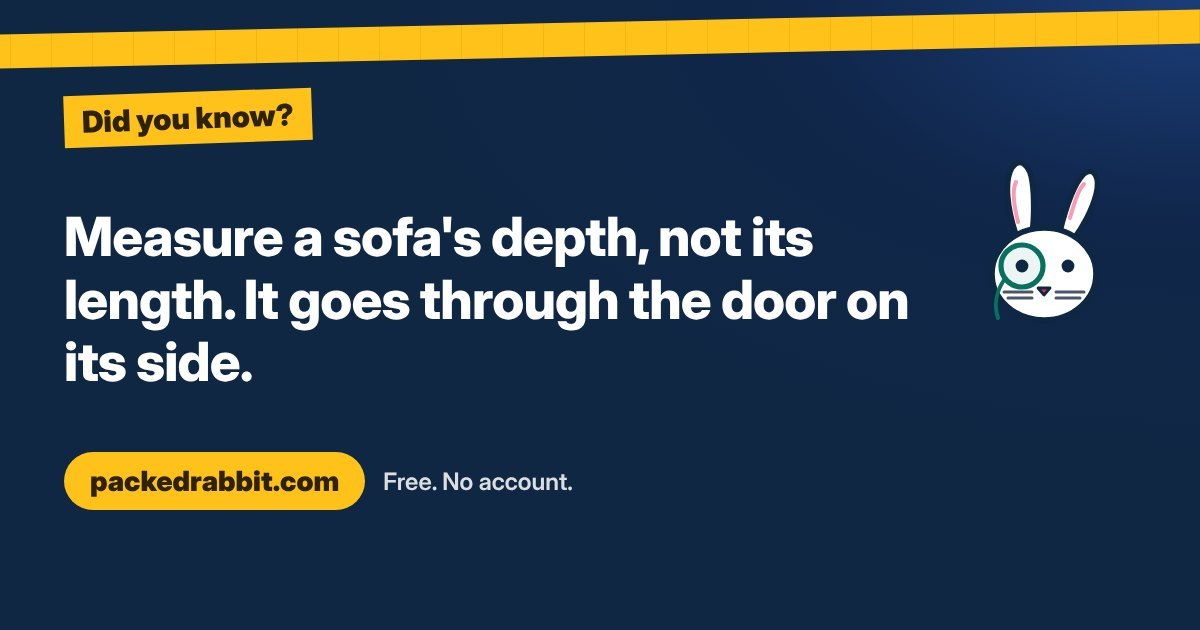 Did you know?
Measure a sofa's depth, not its
length. It goes through the door on
its side.
packedrabbit.com
Free. No account.